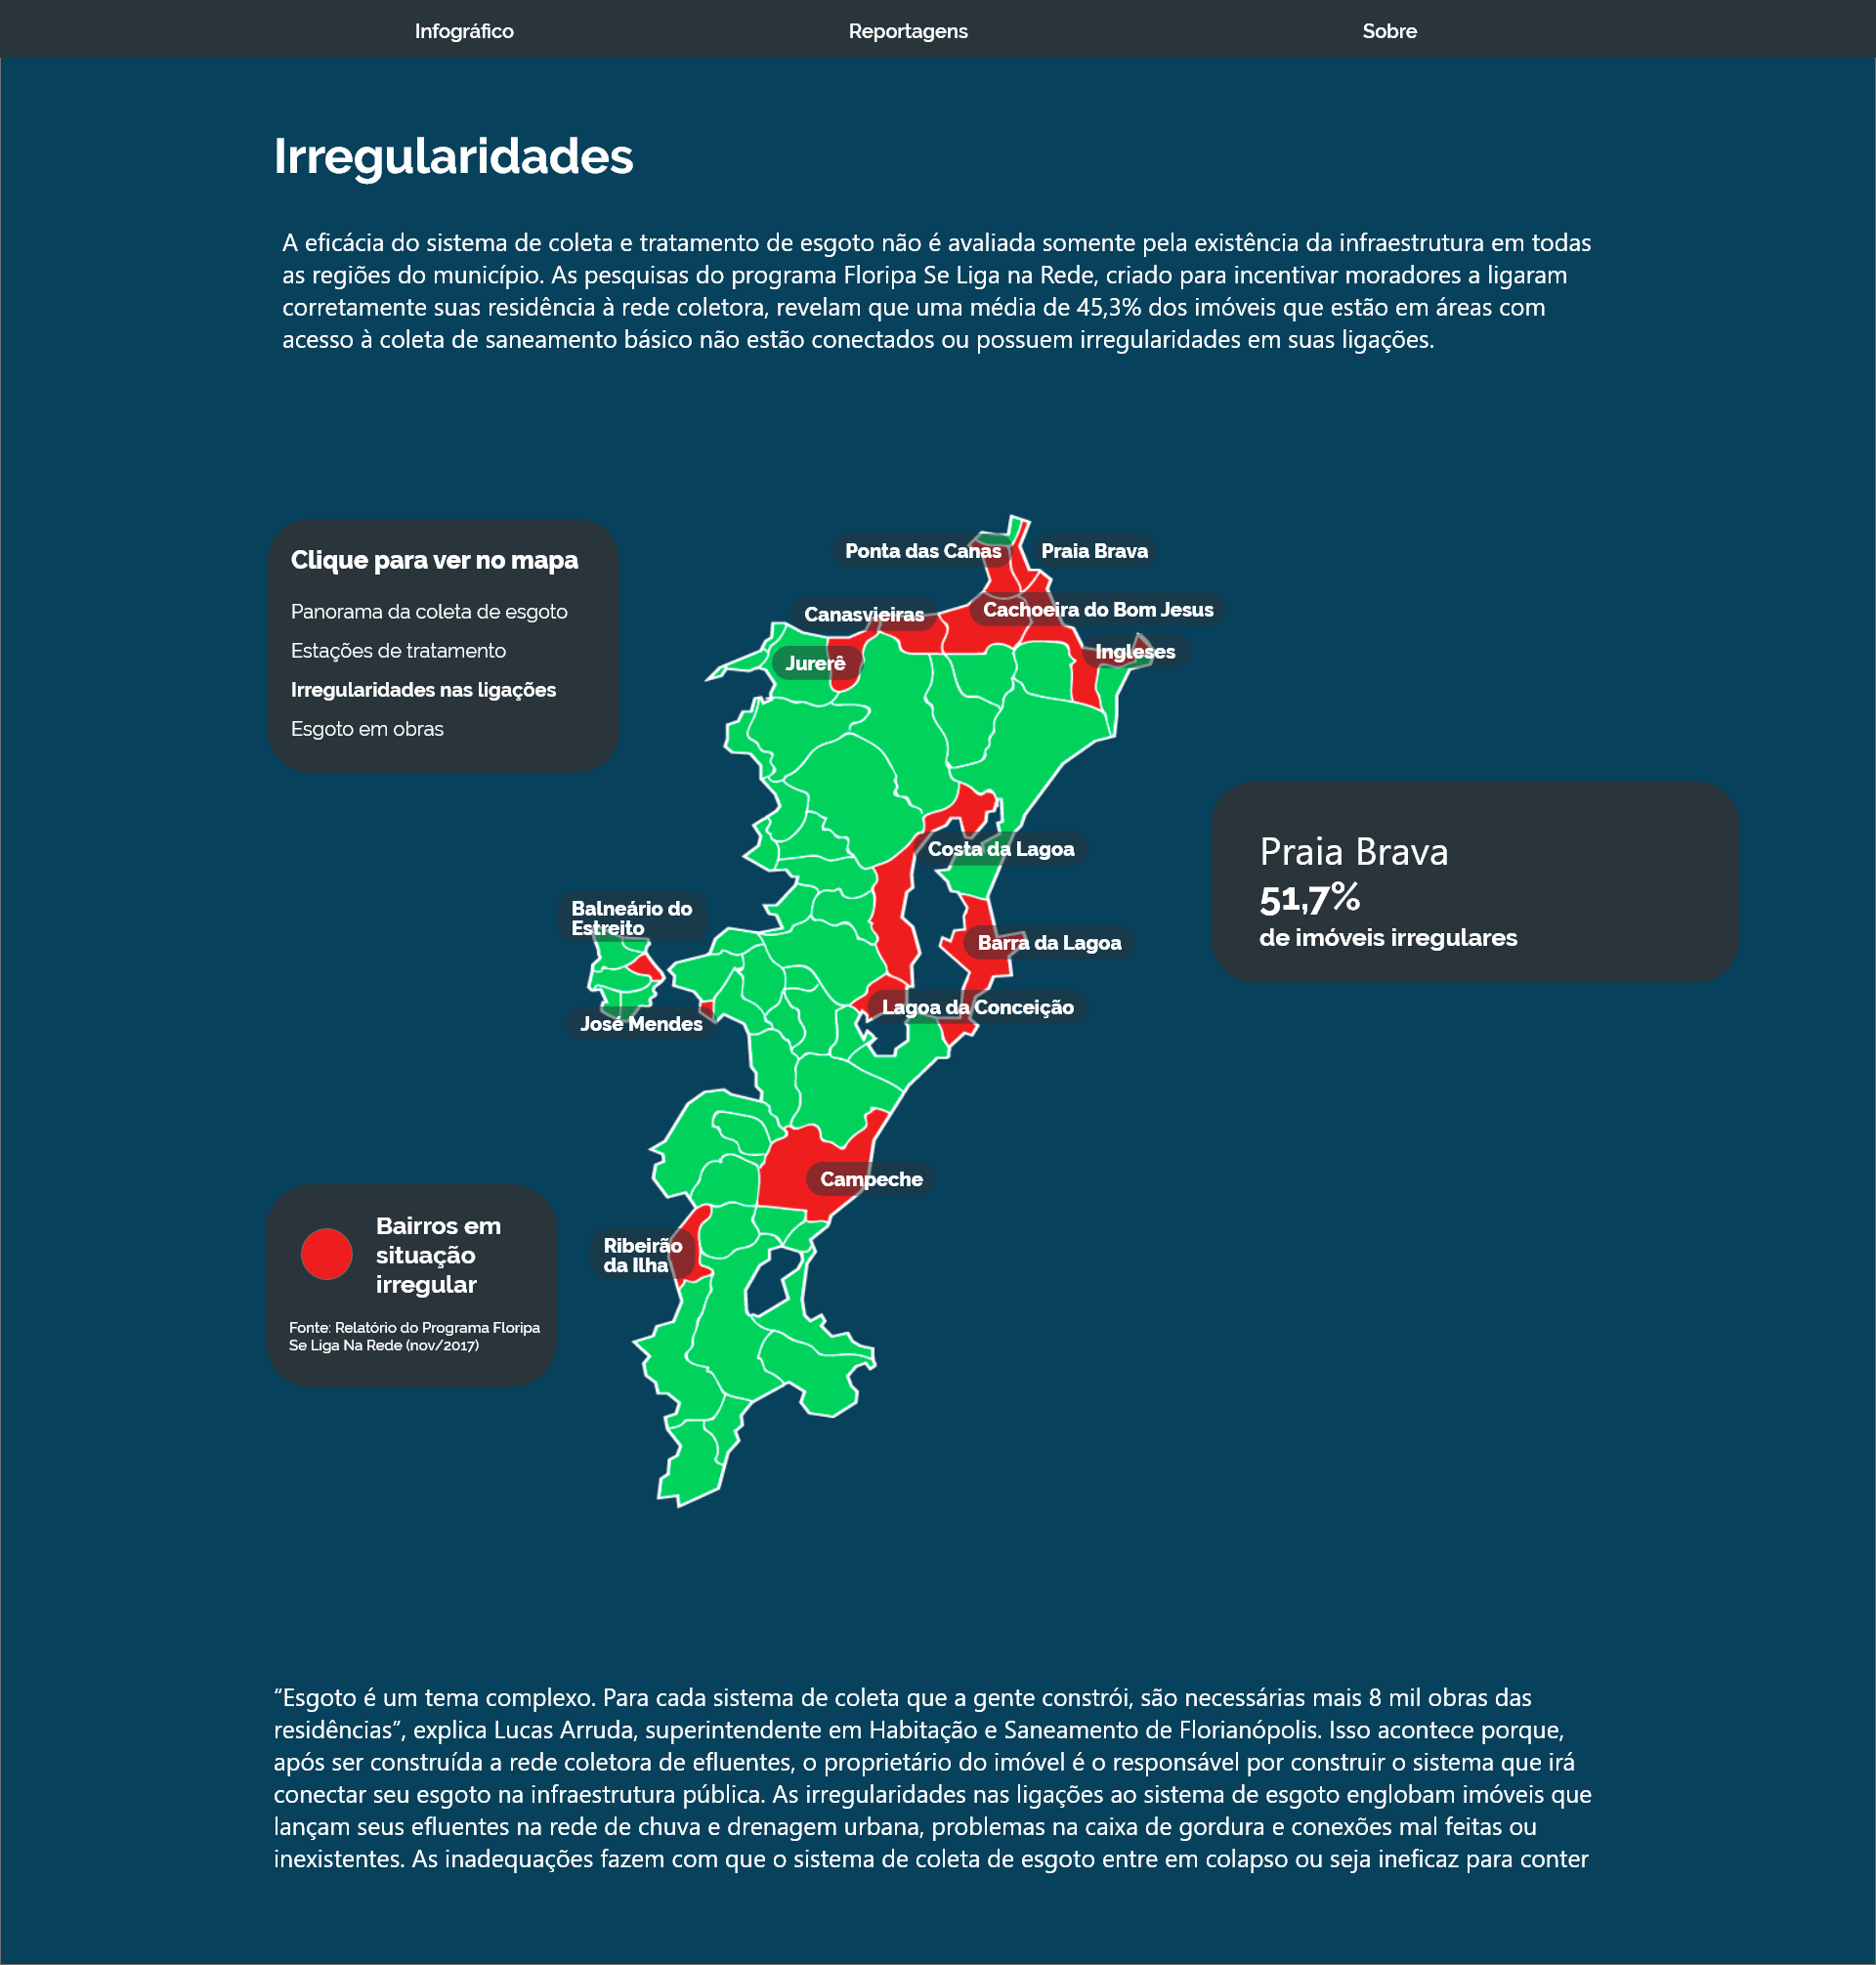 Infográfico
Reportagens
Sobre
Irregularidades
A eficácia do sistema de coleta e tratamento de esgoto não é avaliada somente pela existência da infraestrutura em todas
as regiões do município. As pesquisas do programa Floripa Se Liga na Rede, criado para incentivar moradores a ligaram
corretamente suas residência à rede coletora, revelam que uma média de 45,3% dos imóveis que estão em áreas com
acesso à coleta de saneamento básico não estão conectados ou possuem irregularidades em suas ligações.
Clique para ver no mapa
Panorama da coleta de esgoto
Estações de tratamento
Irregularidades nas ligações
Esgoto em obras
Ponta das Canas
Praia Brava
Canasvieiras
Cachoeira do Bom Jesus
Ingleses
Jurerê
Costa da Lagoa
Balneário do
Estreito
Barra da Lagoa
Lagoa da Conceição
José Mendes
Campeche
Ribeirão
da Ilha
Praia Brava
51,7%
de imóveis irregulares
Bairros em
situação
irregular
Fonte: Relatório do Programa Floripa
Se Liga Na Rede (nov/2017)
“Esgoto é um tema complexo. Para cada sistema de coleta que a gente constrói, são necessárias mais 8 mil obras das
residências”, explica Lucas Arruda, superintendente em Habitação e Saneamento de Florianópolis. Isso acontece porque,
após ser construída a rede coletora de efluentes, o proprietário do imóvel é o responsável por construir o sistema que irá
conectar seu esgoto na infraestrutura pública. As irregularidades nas ligações ao sistema de esgoto englobam imóveis que
lançam seus efluentes na rede de chuva e drenagem urbana, problemas na caixa de gordura e conexões mal feitas ou
inexistentes. As inadequações fazem com que o sistema de coleta de esgoto entre em colapso ou seja ineficaz para conter